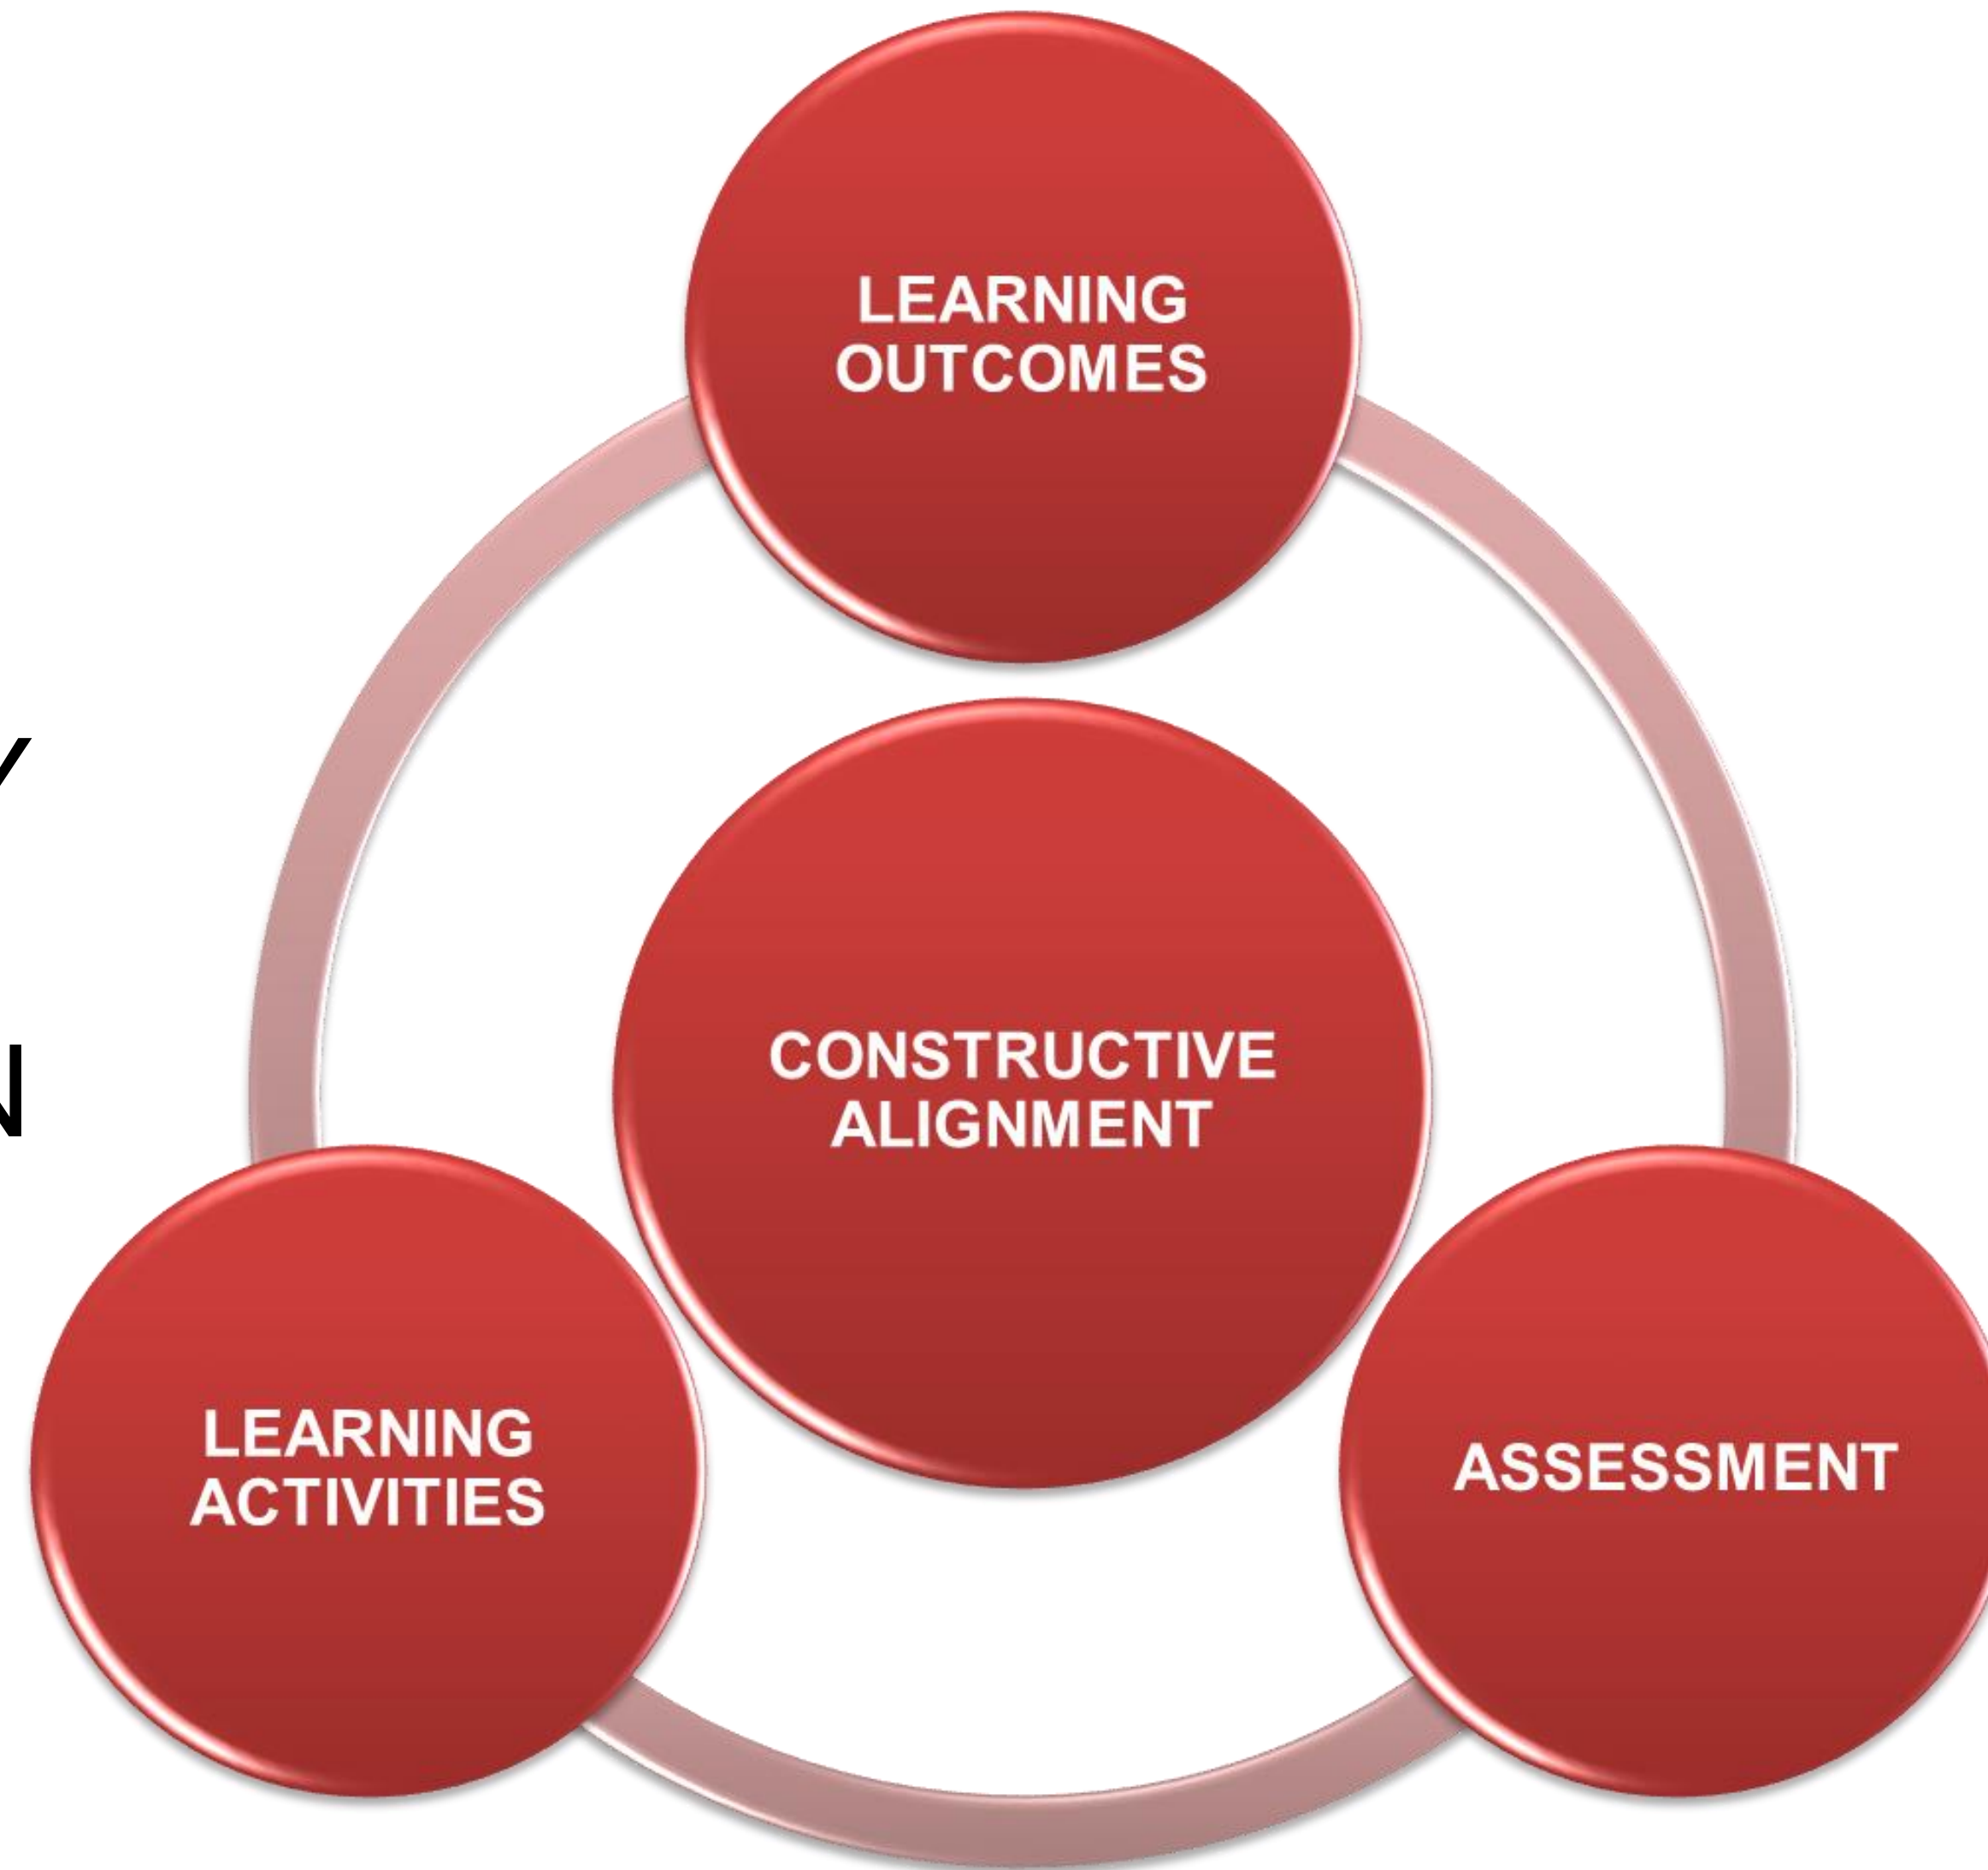 LEARNING
OUTCOMES
Y
N
CONSTRUCTIVE
ALIGNMENT
LEARNING
ACTIVITIES
ASSESSMENT